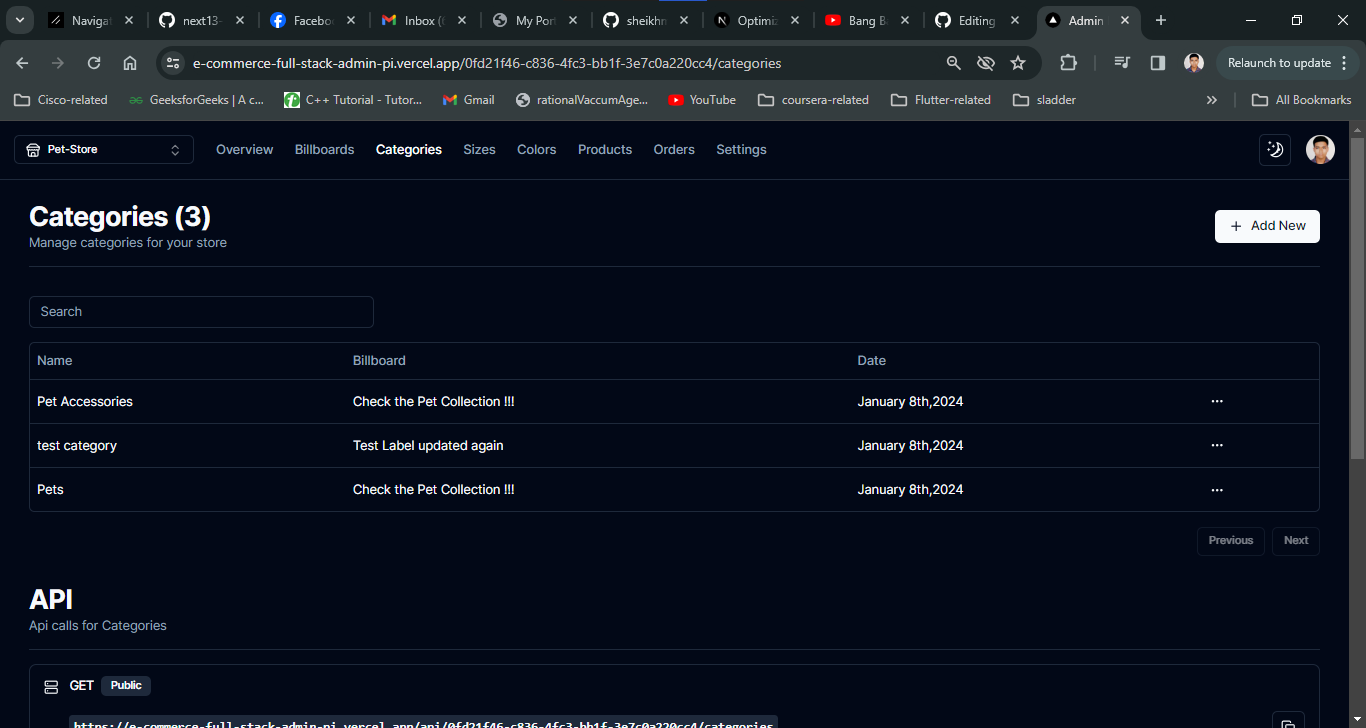 Navigat
next13-
Facebo
Inbox (
My Port
sheikhr
Optimiz
Bang B
Editing
Admin
e-commerce-full-stack-admin-pi.vercel.app/0fd21f46-c836-4fc3-bb1f-3e7c0a220cc4/categories
Relaunch to update
Cisco-related
GeeksforGeeks | A c...
C++ Tutorial - Tutor...
Gmail
rationalVaccumAge...
YouTube
coursera-related
Flutter-related
sladder
All Bookmarks
Pet-Store
Overview
Billboards
Categories
Sizes
Colors
Products
Orders
Settings
Categories (3)
Manage categories for your store
+ Add New
Search
Name Billboard Date
Pet Accessories Check the Pet Collection !!! January 8th,2024
test category Test Label updated again January 8th,2024
Pets Check the Pet Collection !!! January 8th,2024
Previous
Next
API
Api calls for Categories
GET Public
https://e-commerce-full-stack-admin-pi.vercel.app/api/0fd21f46-c836-4fc3-bb1f-3e7c0a220cc4/categories